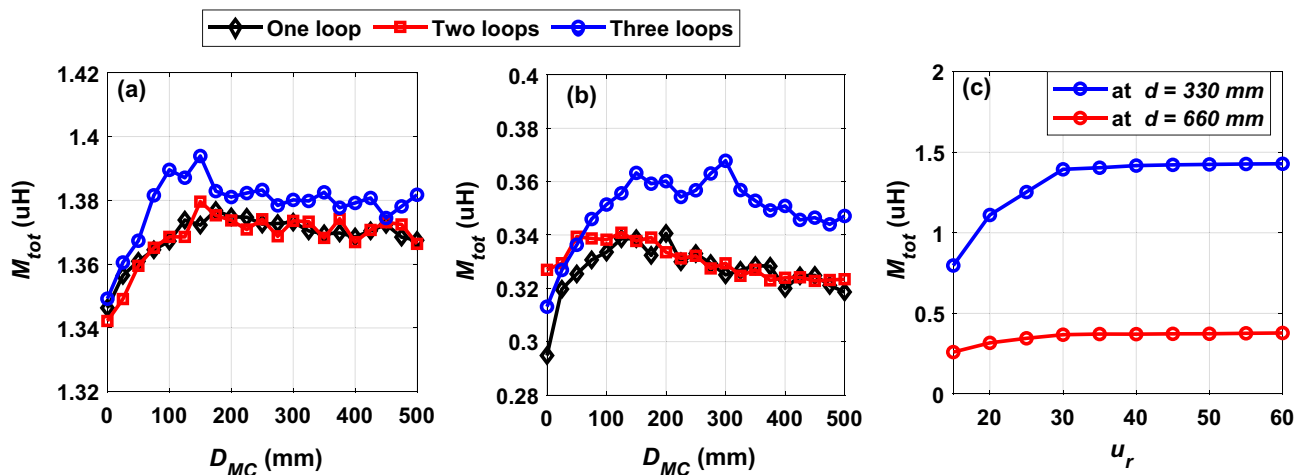 One loop Two loops Three loops
(a)
1.42
1.4
1.38
1.36
1.34
1.32
M_tot (uH)
0 100 200 300 400 500
D_MC (mm)
(b)
0.4
0.38
0.36
0.34
0.32
0.3
0.28
M_tot (uH)
0 100 200 300 400 500
D_MC (mm)
(c)
at d = 330 mm
at d = 660 mm
2
1.5
1
0.5
0
M_tot (uH)
20 30 40 50 60
u_r